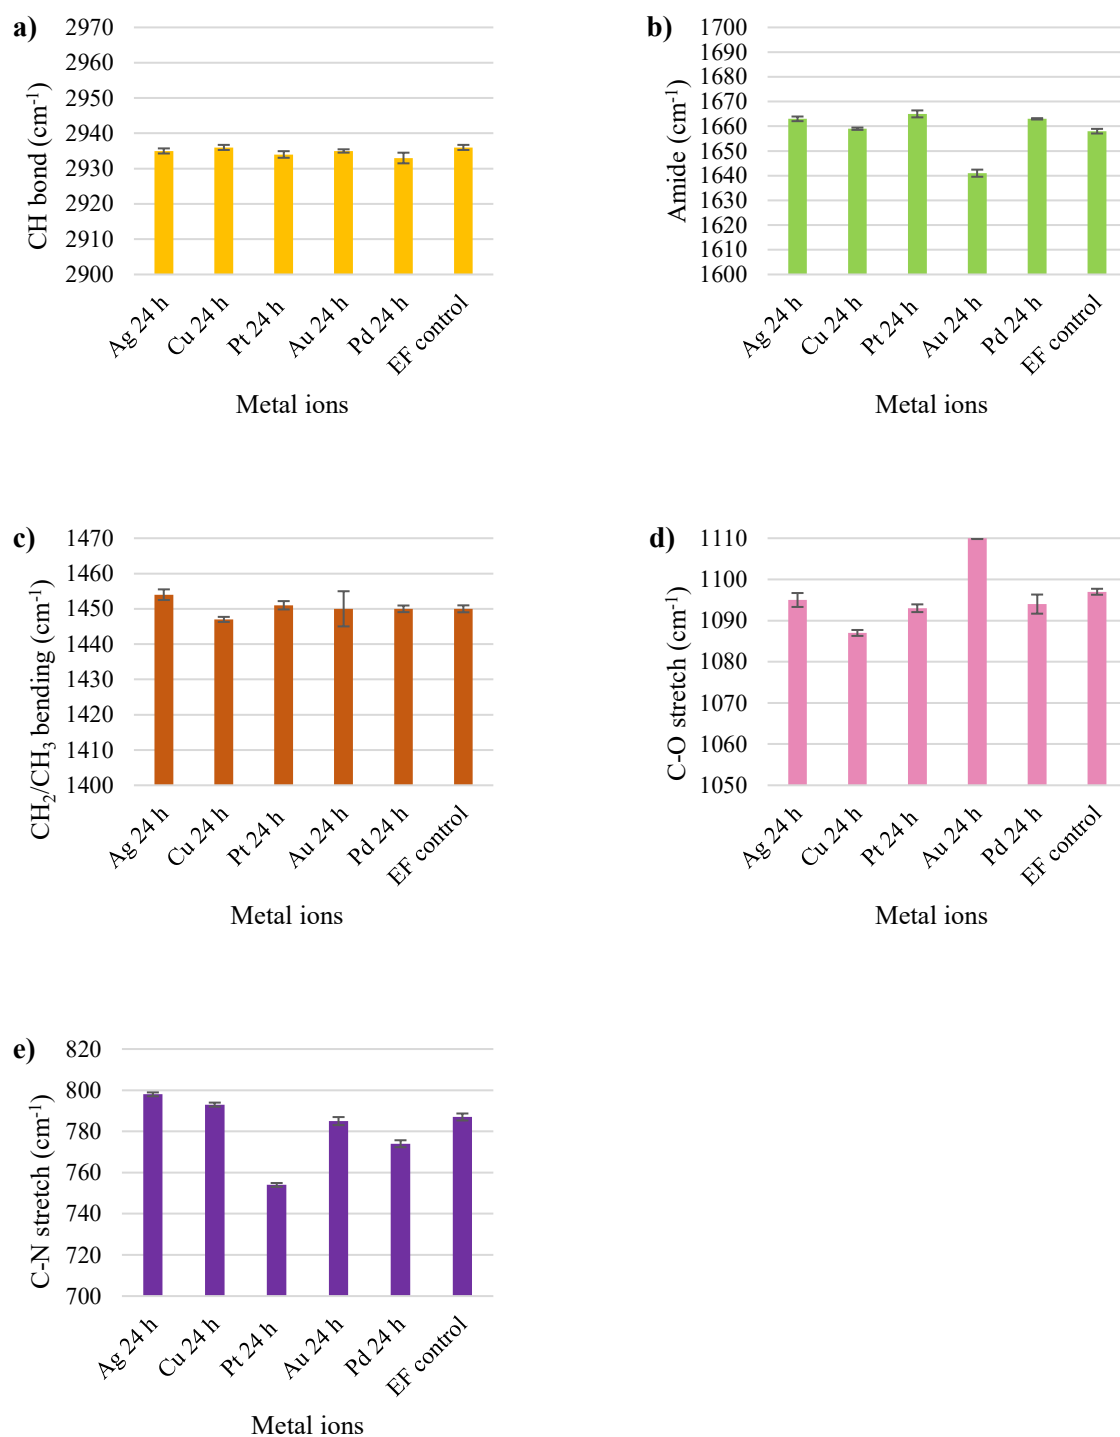 a)
CH bond (cm-1)
2970
2960
2950
2940
2930
2920
2910
2900
Ag 24 h
Cu 24 h
Pt 24 h
Au 24 h
Pd 24 h
EF control
Metal ions
b)
Amide (cm-1)
1700
1690
1680
1670
1660
1650
1640
1630
1620
1610
1600
Ag 24 h
Cu 24 h
Pt 24 h
Au 24 h
Pd 24 h
EF control
Metal ions
c)
CH2/CH3 bending (cm-1)
1470
1460
1450
1440
1430
1420
1410
1400
Ag 24 h
Cu 24 h
Pt 24 h
Au 24 h
Pd 24 h
EF control
Metal ions
d)
C-O stretch (cm-1)
1110
1100
1090
1080
1070
1060
1050
Ag 24 h
Cu 24 h
Pt 24 h
Au 24 h
Pd 24 h
EF control
Metal ions
e)
C-N stretch (cm-1)
820
800
780
760
740
720
700
Ag 24 h
Cu 24 h
Pt 24 h
Au 24 h
Pd 24 h
EF control
Metal ions